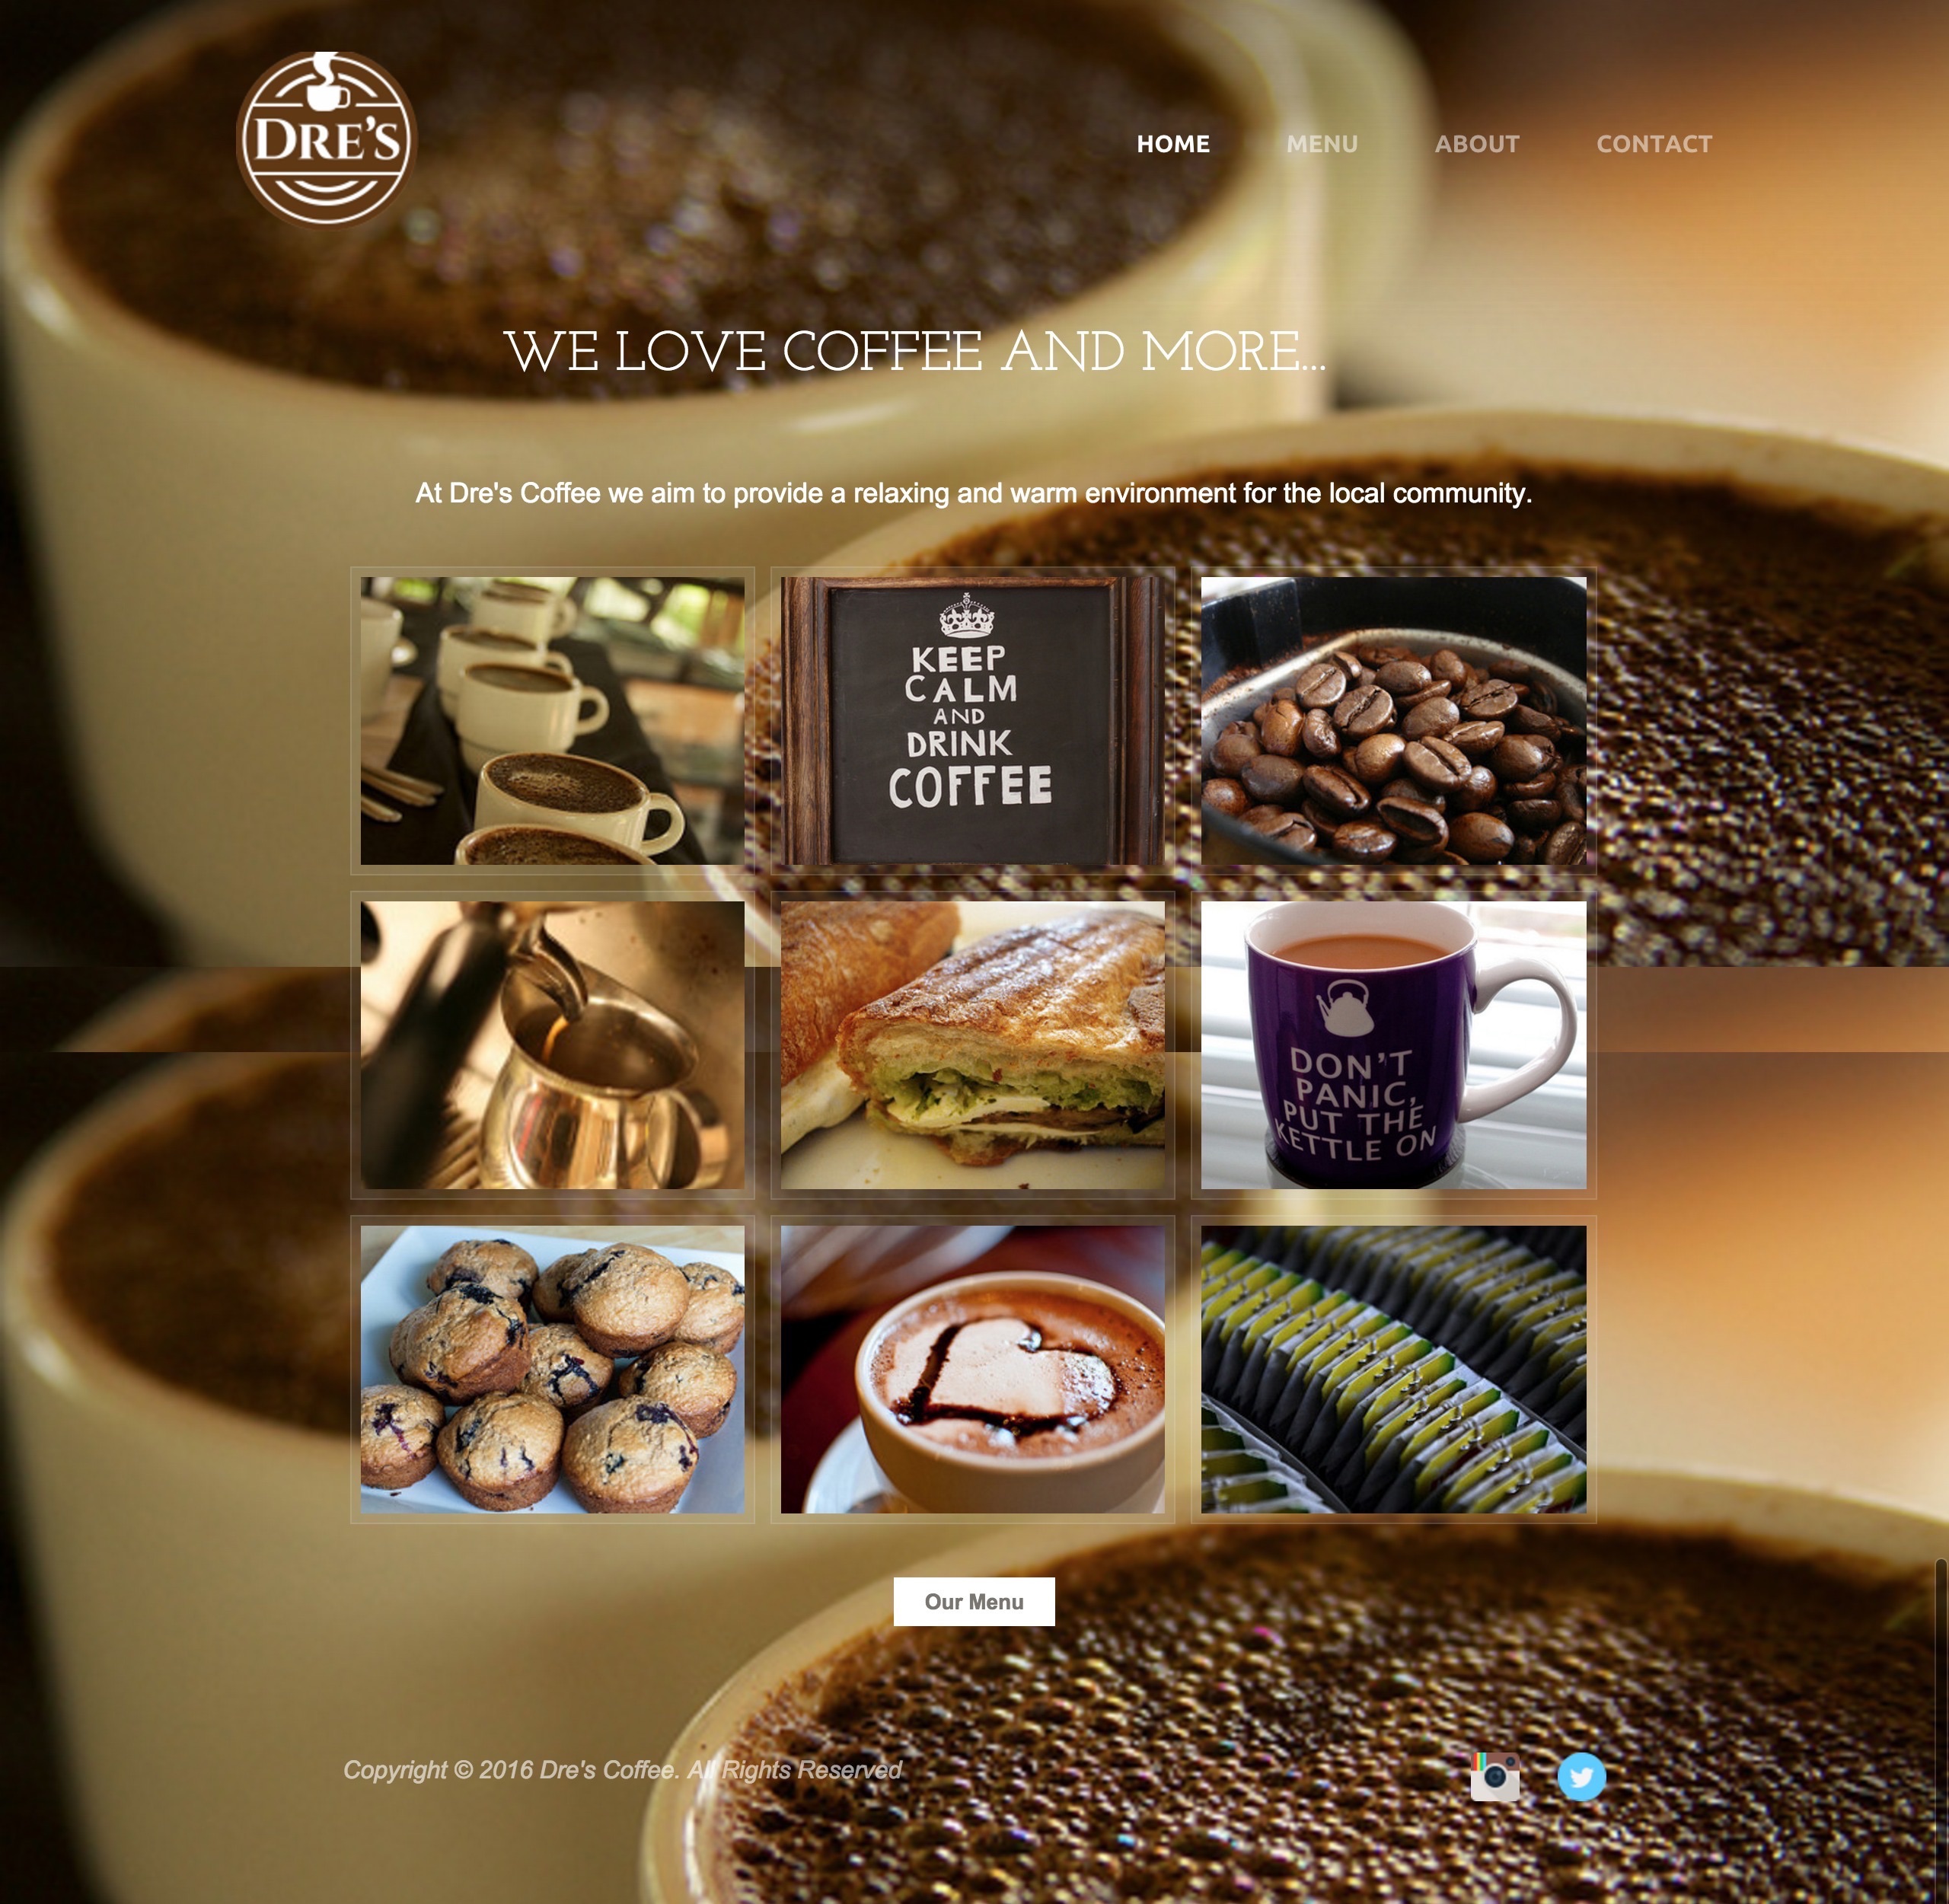 DRE'S
HOME MENU ABOUT CONTACT
WE LOVE COFFEE AND MORE...
At Dre's Coffee we aim to provide a relaxing and warm environment for the local community.
KEEP
CALM
AND
DRINK
COFFEE
DON'T
PANIC,
PUT THE
KETTLE ON
Our Menu
Copyright © 2016 Dre's Coffee. All Rights Reserved